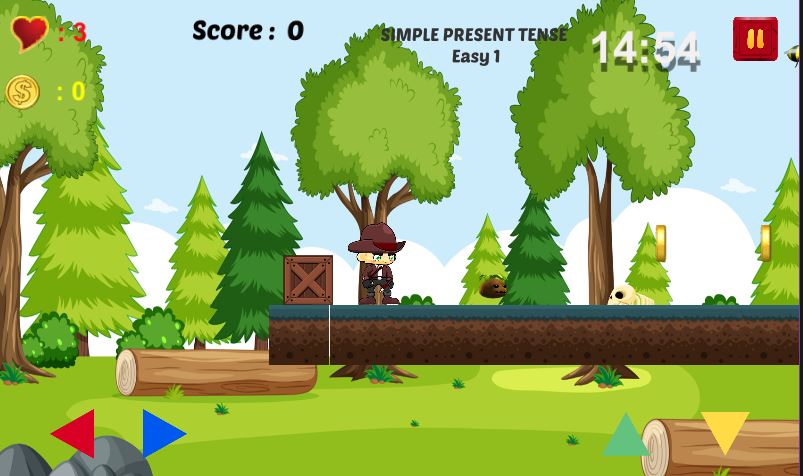 : 3
Score : 0
SIMPLE PRESENT TENSE
Easy 1
14:54
$ : 0